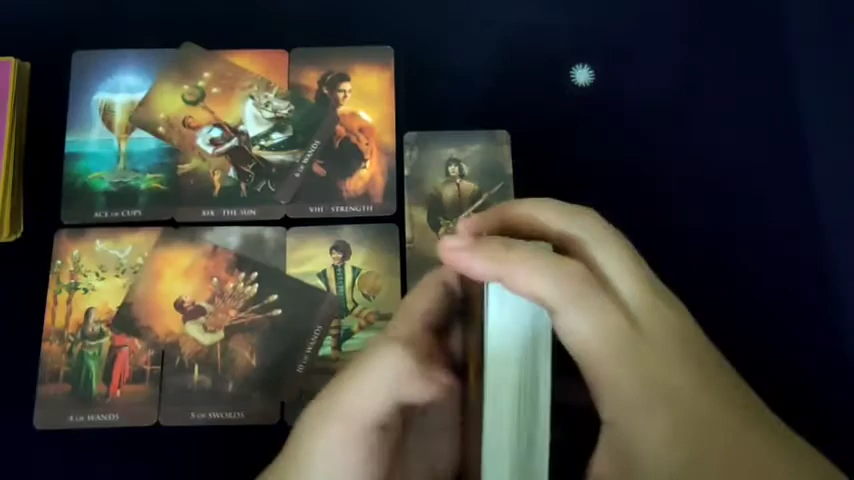 ACE OF CUPS
XIX · THE SUN
VIII · STRENGTH
6 OF WANDS
4 OF WANDS
5 OF SWORDS
10 OF WANDS